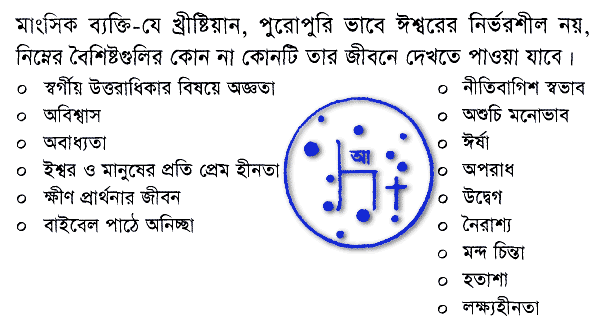 মাংসিক ব্যক্তি-যে খ্রীষ্টিয়ান, পুরোপুরি ভাবে ঈশ্বরের নির্ভরশীল নয়,
নিম্নের বৈশিষ্টগুলির কোন না কোনটি তার জীবনে দেখতে পাওয়া যাবে।
০ স্বর্গীয় উত্তরাধিকার বিষয়ে অজ্ঞতা
০ অবিশ্বাস
০ অবাধ্যতা
০ ইশ্বর ও মানুষের প্রতি প্রেম হীনতা
০ ক্ষীণ প্রার্থনার জীবন
০ বাইবেল পাঠে অনিচ্ছা
আ
০ নীতিবাগিশ স্বভাব
০ অশুচি মনোভাব
০ ঈর্ষা
০ অপরাধ
০ উদ্বেগ
০ নৈরাশ্য
০ মন্দ চিন্তা
০ হতাশা
০ লক্ষ্যহীনতা